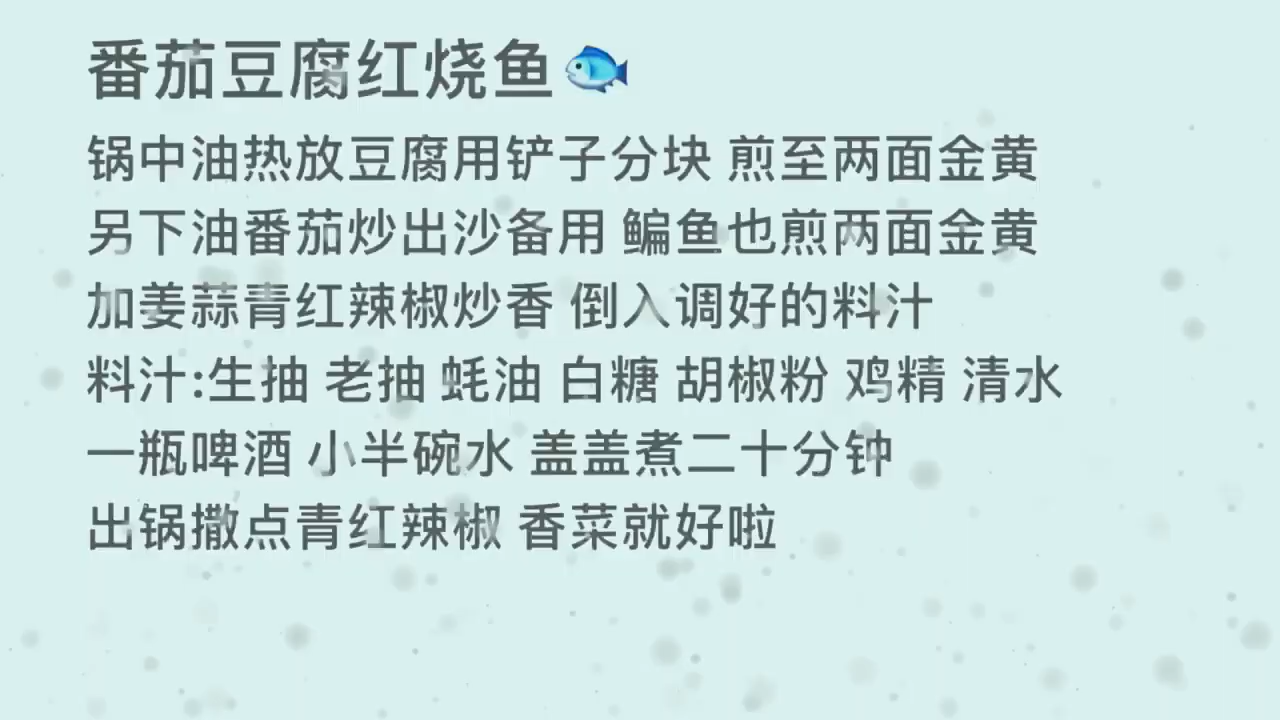 番茄豆腐红烧鱼🐟
锅中油热放豆腐用铲子分块 煎至两面金黄
另下油番茄炒出沙备用 鳊鱼也煎两面金黄
加姜蒜青红辣椒炒香 倒入调好的料汁
料汁:生抽 老抽 蚝油 白糖 胡椒粉 鸡精 清水
一瓶啤酒 小半碗水 盖盖煮二十分钟
出锅撒点青红辣椒 香菜就好啦